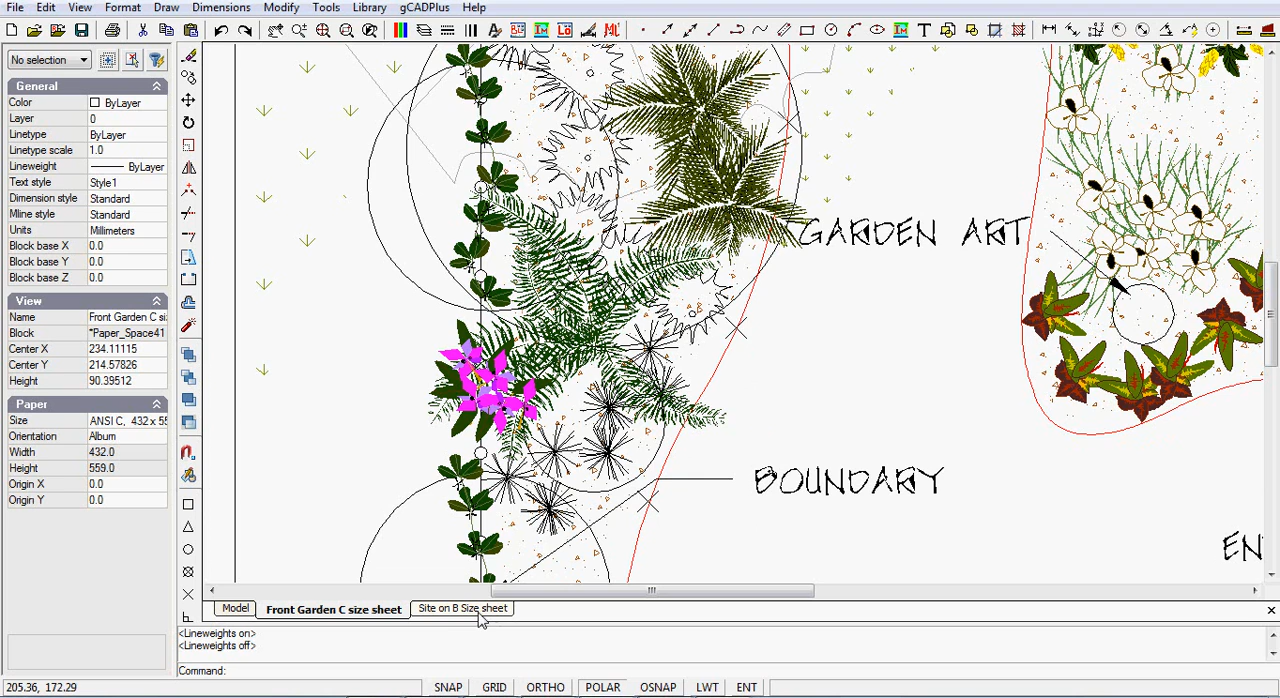 File Edit View Format Draw Dimensions Modify Tools Library gCADPlus Help
No selection
General
Color ByLayer
Layer 0
Linetype ByLayer
Linetype scale 1.0
Lineweight ByLayer
Text style Style1
Dimension style Standard
Mline style Standard
Units Millimeters
Block base X 0.0
Block base Y 0.0
Block base Z 0.0
View
Name Front Garden C si
Block *Paper_Space41
Center X 234.11115
Center Y 214.57826
Height 90.39512
Paper
Size ANSI C, 432 x 55
Orientation Album
Width 432.0
Height 559.0
Origin X 0.0
Origin Y 0.0
GARDEN ART
BOUNDARY
EN
Model Front Garden C size sheet Site on B Size sheet
<Lineweights on>
<Lineweights off>
Command:
205.36, 172.29 SNAP GRID ORTHO POLAR OSNAP LWT ENT